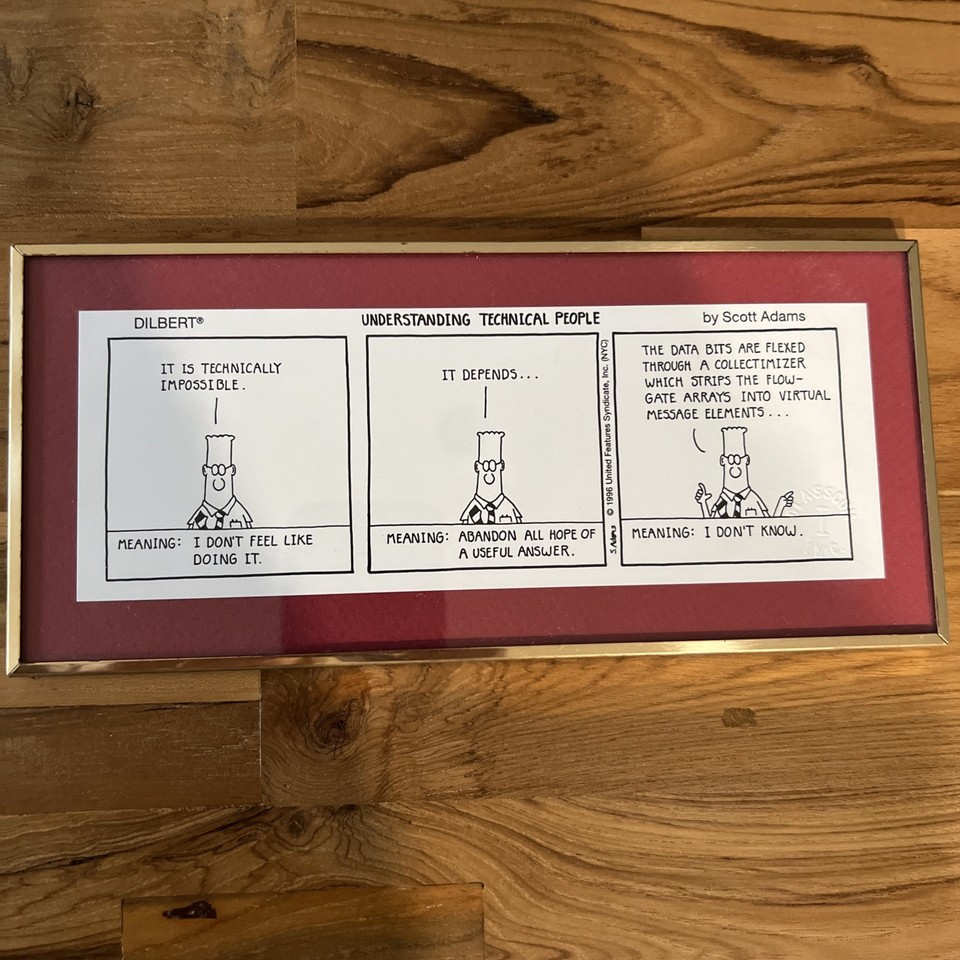 DILBERT®
UNDERSTANDING TECHNICAL PEOPLE
by Scott Adams
IT IS TECHNICALLY
IMPOSSIBLE.
MEANING: I DON'T FEEL LIKE
DOING IT.
IT DEPENDS...
MEANING: ABANDON ALL HOPE OF
A USEFUL ANSWER.
S. ADAMS © 1996 United Features Syndicate, Inc. (NYC)
THE DATA BITS ARE FLEXED
THROUGH A COLLECTIMIZER
WHICH STRIPS THE FLOW-
GATE ARRAYS INTO VIRTUAL
MESSAGE ELEMENTS...
MEANING: I DON'T KNOW.